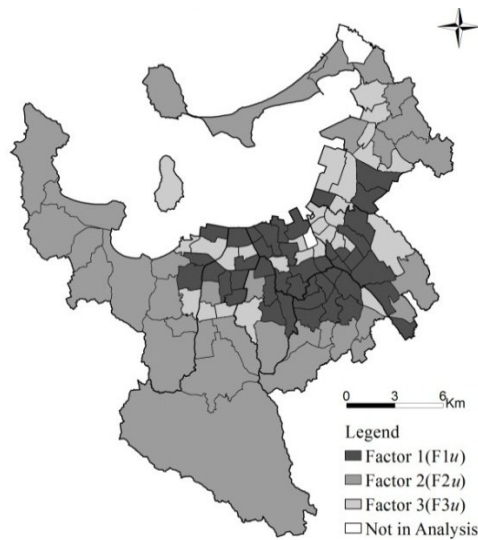 0 3 6
Km
Legend
Factor 1(F1u)
Factor 2(F2u)
Factor 3(F3u)
Not in Analysis